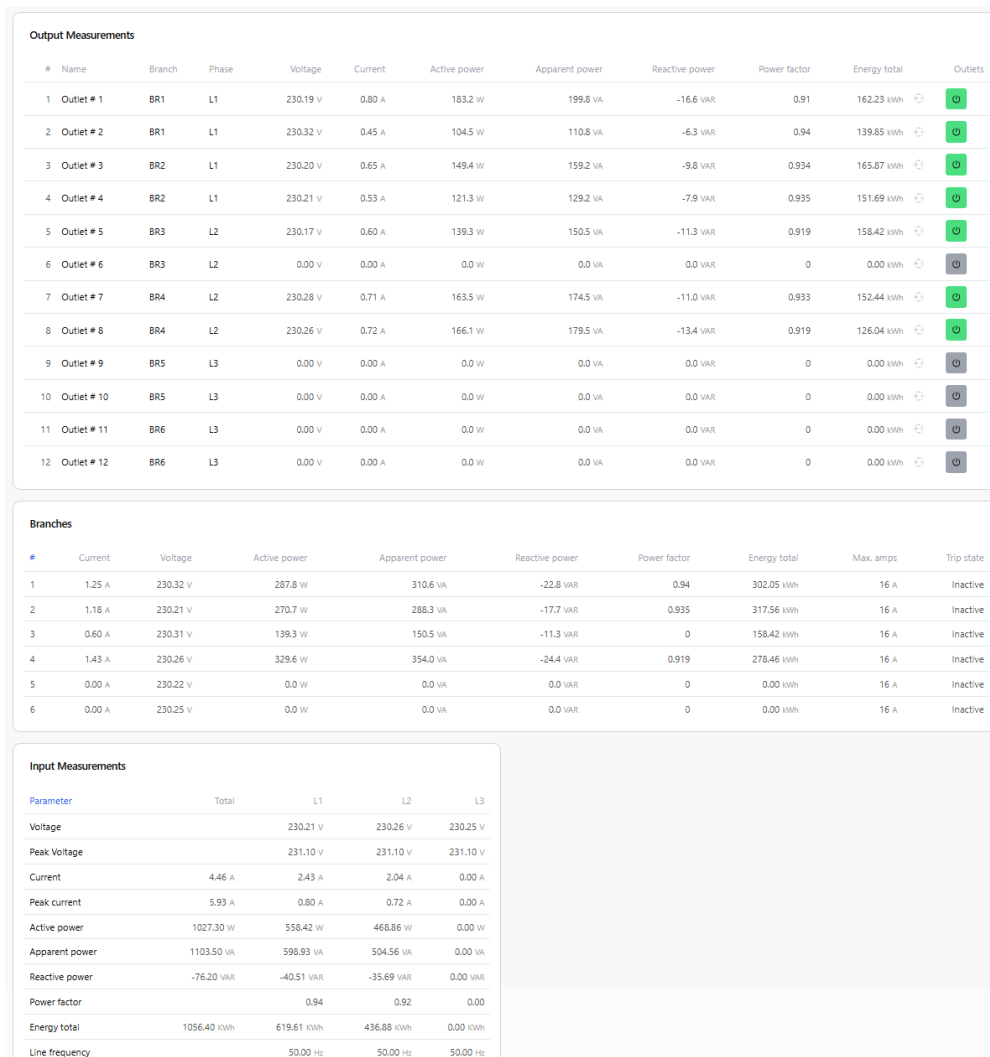 Output Measurements
# Name Branch Phase Voltage Current Active power Apparent power Reactive power Power factor Energy total Outlets
1 Outlet # 1 BR1 L1 230.19 V 0.80 A 183.2 W 199.8 VA -16.6 VAR 0.91 162.23 kWh
2 Outlet # 2 BR1 L1 230.32 V 0.45 A 104.5 W 110.8 VA -6.3 VAR 0.94 139.85 kWh
3 Outlet # 3 BR2 L1 230.20 V 0.65 A 149.4 W 159.2 VA -9.8 VAR 0.934 165.87 kWh
4 Outlet # 4 BR2 L1 230.21 V 0.53 A 121.3 W 129.2 VA -7.9 VAR 0.935 151.69 kWh
5 Outlet # 5 BR3 L2 230.17 V 0.60 A 139.3 W 150.5 VA -11.3 VAR 0.919 158.42 kWh
6 Outlet # 6 BR3 L2 0.00 V 0.00 A 0.0 W 0.0 VA 0.0 VAR 0 0.00 kWh
7 Outlet # 7 BR4 L2 230.28 V 0.71 A 163.5 W 174.5 VA -11.0 VAR 0.933 152.44 kWh
8 Outlet # 8 BR4 L2 230.26 V 0.72 A 166.1 W 179.5 VA -13.4 VAR 0.919 126.04 kWh
9 Outlet # 9 BR5 L3 0.00 V 0.00 A 0.0 W 0.0 VA 0.0 VAR 0 0.00 kWh
10 Outlet # 10 BR5 L3 0.00 V 0.00 A 0.0 W 0.0 VA 0.0 VAR 0 0.00 kWh
11 Outlet # 11 BR6 L3 0.00 V 0.00 A 0.0 W 0.0 VA 0.0 VAR 0 0.00 kWh
12 Outlet # 12 BR6 L3 0.00 V 0.00 A 0.0 W 0.0 VA 0.0 VAR 0 0.00 kWh
Branches
# Current Voltage Active power Apparent power Reactive power Power factor Energy total Max. amps Trip state
1 1.25 A 230.32 V 287.8 W 310.6 VA -22.8 VAR 0.94 302.05 kWh 16 A Inactive
2 1.18 A 230.21 V 270.7 W 288.3 VA -17.7 VAR 0.935 317.56 kWh 16 A Inactive
3 0.60 A 230.31 V 139.3 W 150.5 VA -11.3 VAR 0 158.42 kWh 16 A Inactive
4 1.43 A 230.26 V 329.6 W 354.0 VA -24.4 VAR 0.919 278.46 kWh 16 A Inactive
5 0.00 A 230.22 V 0.0 W 0.0 VA 0.0 VAR 0 0.00 kWh 16 A Inactive
6 0.00 A 230.25 V 0.0 W 0.0 VA 0.0 VAR 0 0.00 kWh 16 A Inactive
Input Measurements
Parameter Total L1 L2 L3
Voltage 230.21 V 230.26 V 230.25 V
Peak Voltage 231.10 V 231.10 V 231.10 V
Current 4.46 A 2.43 A 2.04 A 0.00 A
Peak current 5.93 A 0.80 A 0.72 A 0.00 A
Active power 1027.30 W 558.42 W 468.86 W 0.00 W
Apparent power 1103.50 VA 598.93 VA 504.56 VA 0.00 VA
Reactive power -76.20 VAR -40.51 VAR -35.69 VAR 0.00 VAR
Power factor 0.94 0.92 0.00
Energy total 1056.40 KWh 619.61 KWh 436.88 KWh 0.00 KWh
Line frequency 50.00 Hz 50.00 Hz 50.00 Hz